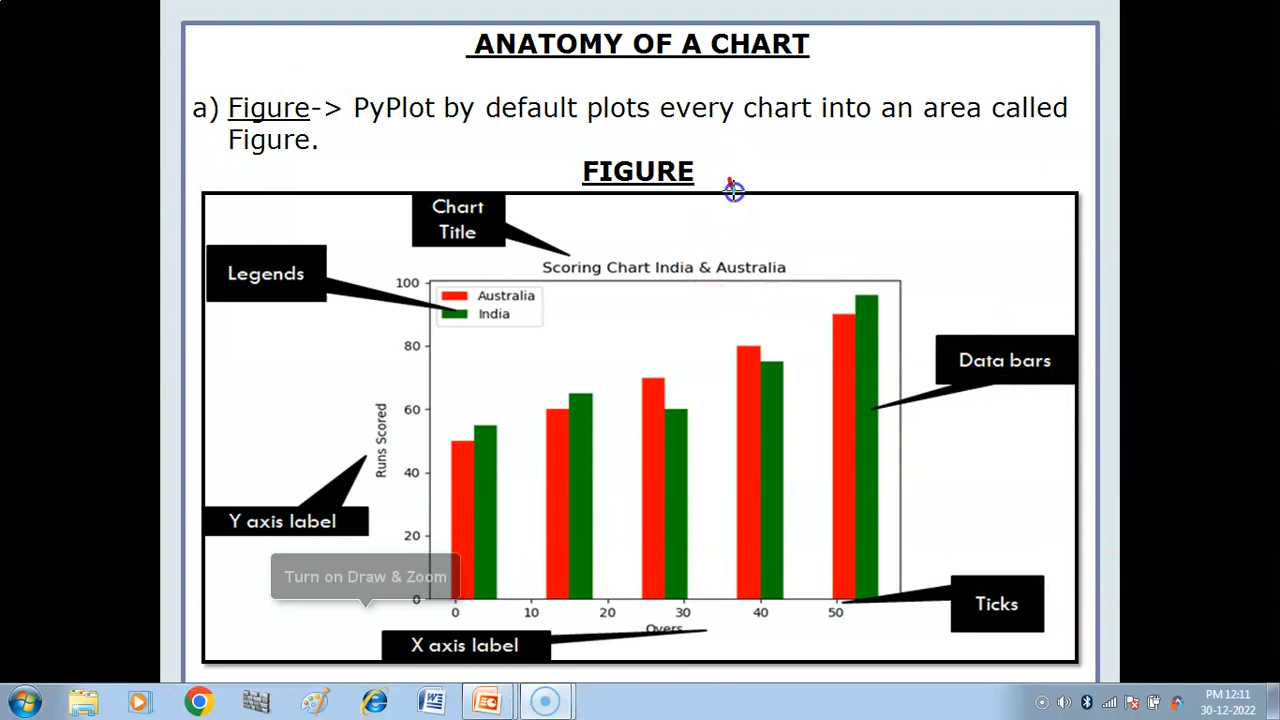 ANATOMY OF A CHART
a) Figure-> PyPlot by default plots every chart into an area called
Figure.
FIGURE
Chart
Title
Legends
Scoring Chart India & Australia
100
Australia
India
80
Data bars
60
Runs Scored
40
Y axis label
20
Turn on Draw & Zoom
0
Ticks
0 10 20 30 40 50
Overs
X axis label
PM 12:11
30-12-2022